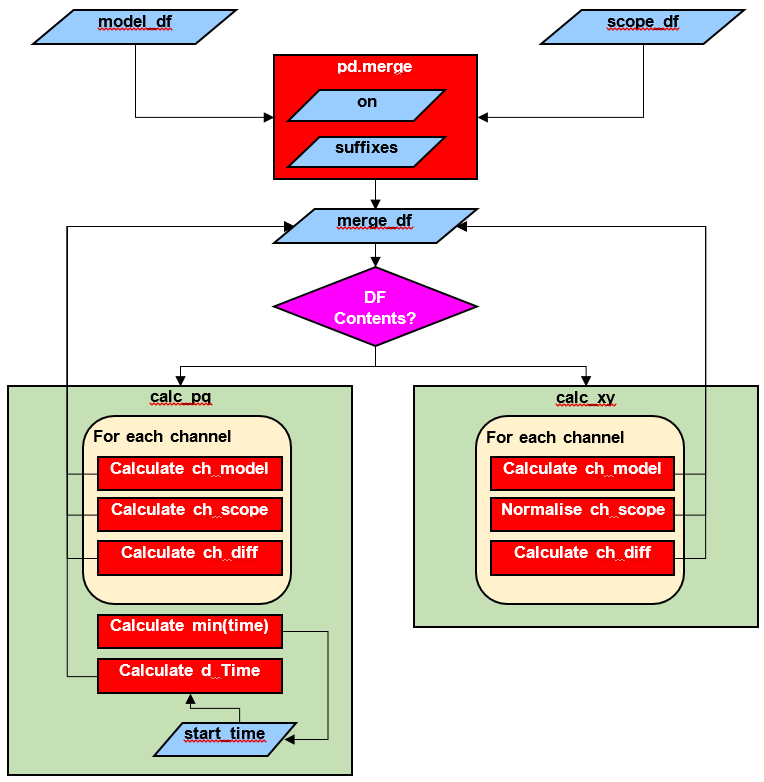 model_df
scope_df
pd.merge
on
suffixes
merge_df
DF
Contents?
calc_pq
For each channel
Calculate ch_model
Calculate ch_scope
Calculate ch_diff
Calculate min(time)
Calculate d_Time
start_time
calc_xy
For each channel
Calculate ch_model
Normalise ch_scope
Calculate ch_diff